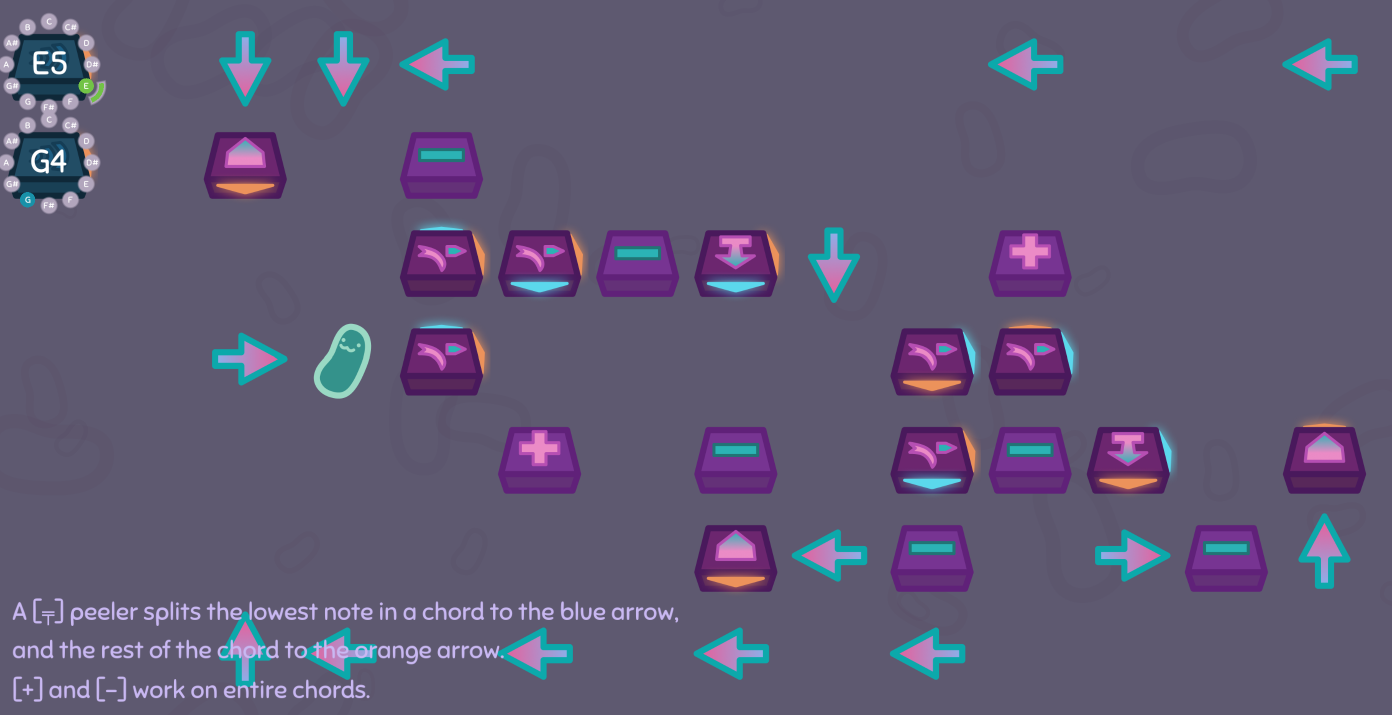 C
B C#
A# D
E5
A D#
G# E
G F
F#
C
B C#
A# D
G4
A D#
G# E
G F
F#
A [╤] peeler splits the lowest note in a chord to the blue arrow,
and the rest of the chord to the orange arrow.
[+] and [−] work on entire chords.